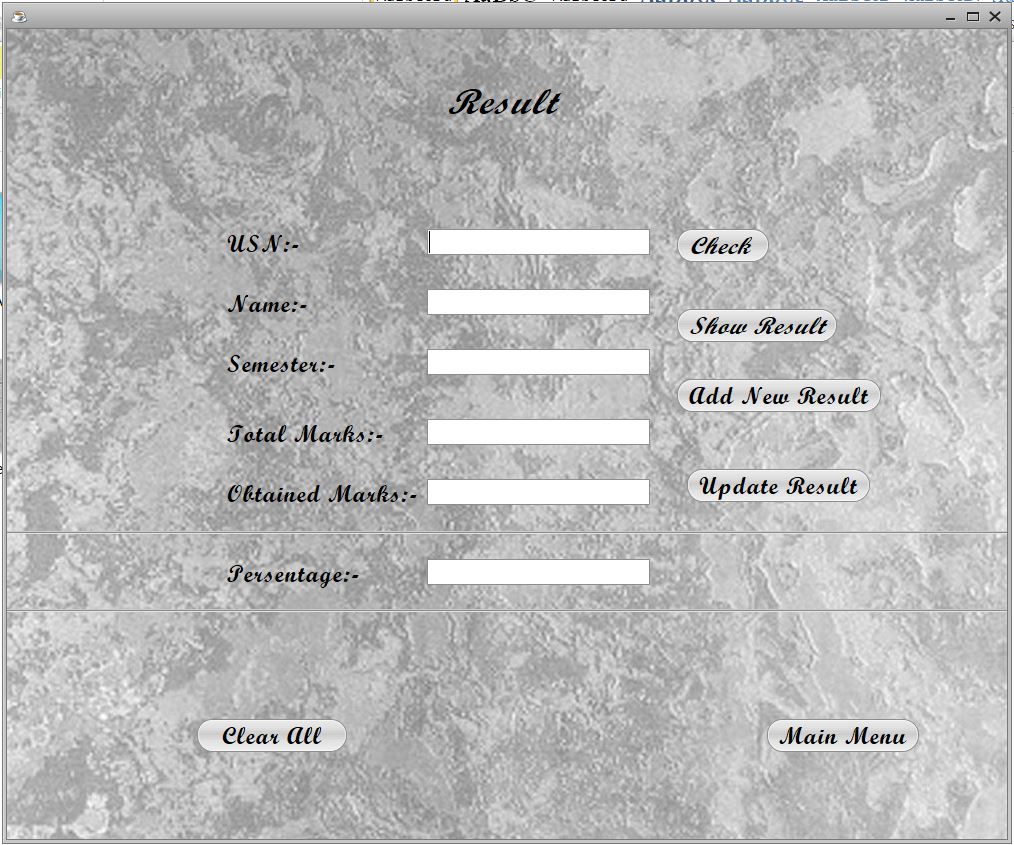 Result
USN:-
Check
Name:-
Show Result
Semester:-
Add New Result
Total Marks:-
Obtained Marks:-
Update Result
Persentage:-
Clear All
Main Menu